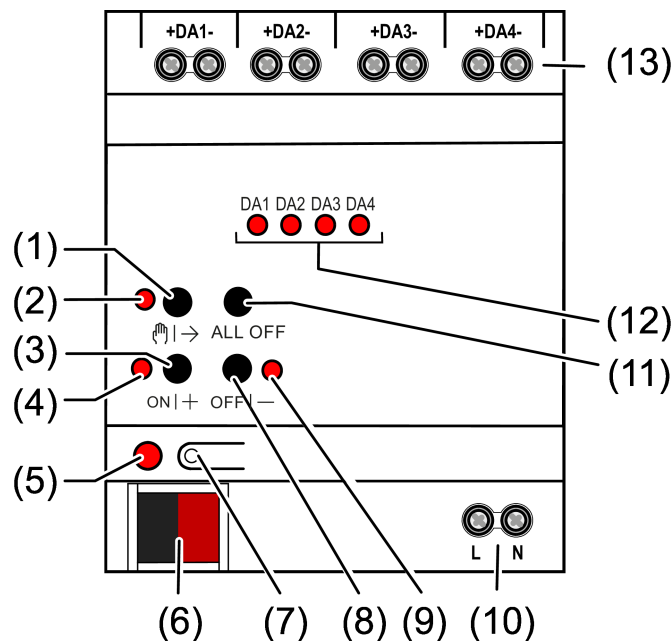 +DA1- +DA2- +DA3- +DA4-
(13)
DA1 DA2 DA3 DA4
(1)
(2)
(12)
ALL OFF
(3)
(11)
(4)
ON|+ OFF|—
(5)
L N
(6) (7) (8) (9) (10)